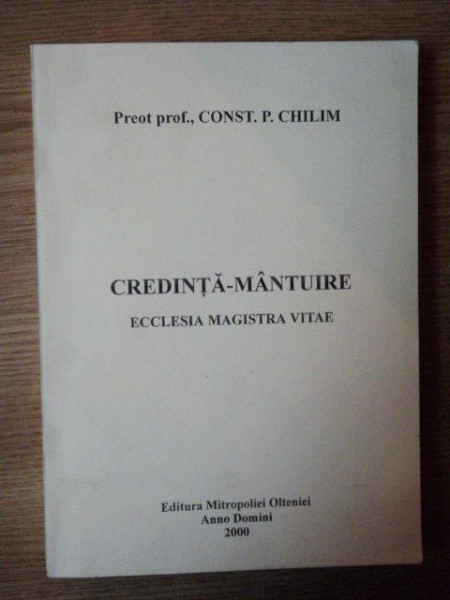 Preot prof., CONST. P. CHILIM
CREDINȚĂ-MÂNTUIRE
ECCLESIA MAGISTRA VITAE
Editura Mitropoliei Olteniei
Anno Domini
2000